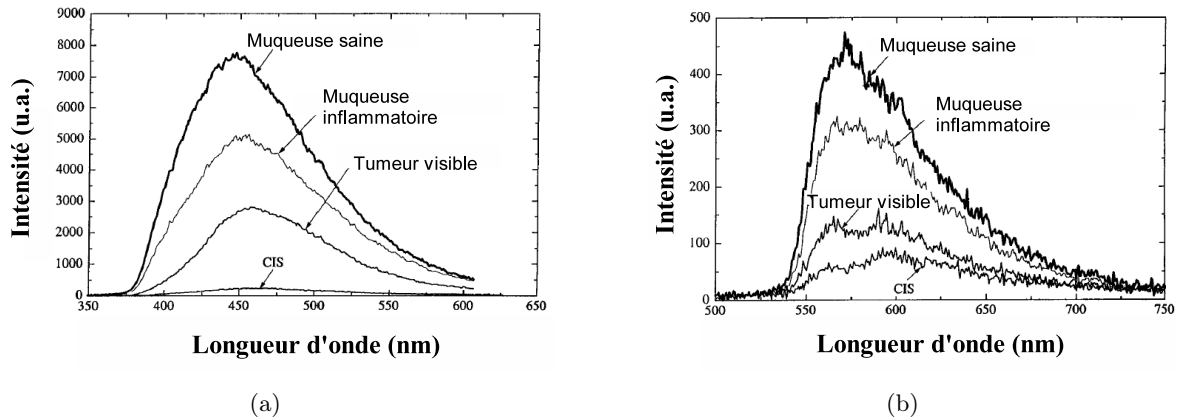 9000
8000
7000
6000
5000
4000
3000
2000
1000
0
Intensité (u.a.)
Muqueuse saine
Muqueuse
inflammatoire
Tumeur visible
CIS
350 400 450 500 550 600 650
Longueur d'onde (nm)
(a)
500
400
300
200
100
0
Intensité (u.a.)
Muqueuse saine
Muqueuse
inflammatoire
Tumeur visible
CIS
500 550 600 650 700 750
Longueur d'onde (nm)
(b)